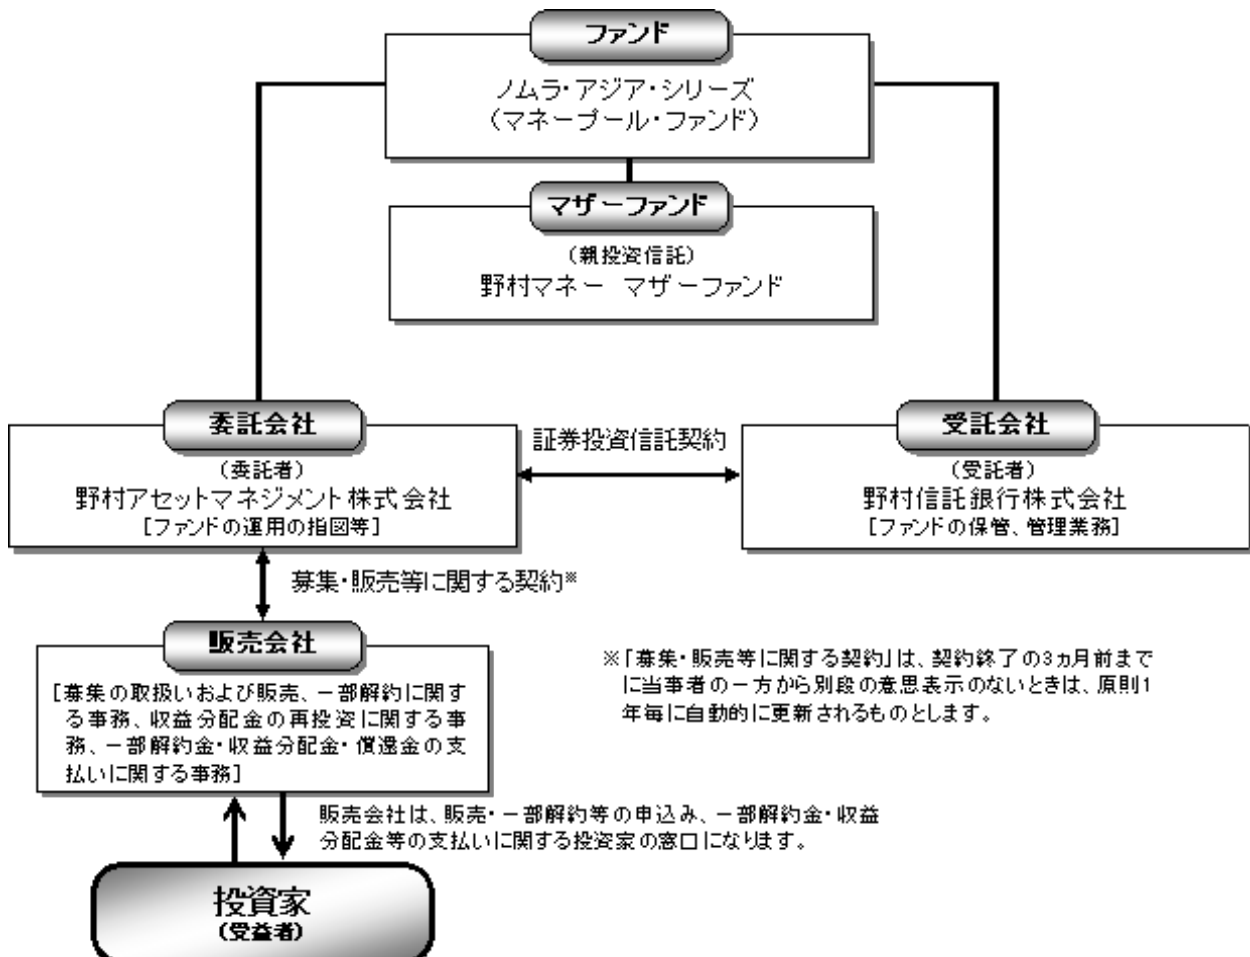 ファンド
ノムラ・アジア・シリーズ
(マネープール・ファンド)
マザーファンド
(親投資信託)
野村マネー マザーファンド
委託会社
(委託者)
野村アセットマネジメント株式会社
[ファンドの運用の指図等]
証券投資信託契約
受託会社
(受託者)
野村信託銀行株式会社
[ファンドの保管、管理業務]
募集・販売等に関する契約※
販売会社
[募集の取扱いおよび販売、一部解約に関す
る事務、収益分配金の再投資に関する事
務、一部解約金・収益分配金・償還金の支
払いに関する事務]
※「募集・販売等に関する契約」は、契約終了の3ヵ月前まで
に当事者の一方から別段の意思表示のないときは、原則1
年毎に自動的に更新されるものとします。
販売会社は、販売・一部解約等の申込み、一部解約金・収益
分配金等の支払いに関する投資家の窓口になります。
投資家
(受益者)